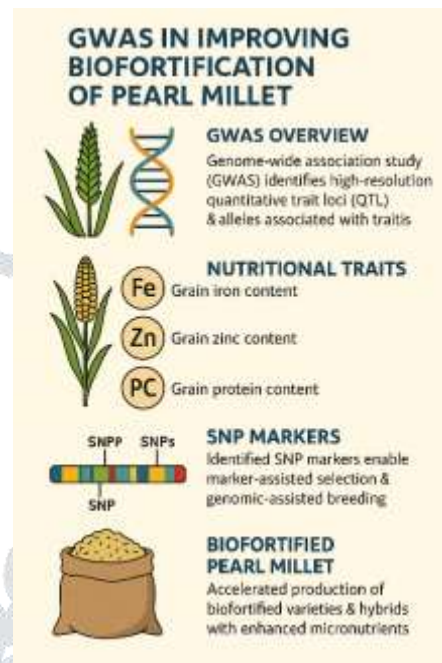 GWAS IN IMPROVING
BIOFORTIFICATION
OF PEARL MILLET
GWAS OVERVIEW
Genome-wide association study
(GWAS) identifies high-resolution
quantitative trait loci (QTL)
& alleles associated with traitis
NUTRITIONAL TRAITS
Fe Grain iron content
Zn Grain zinc content
PC Grain protein content
SNP MARKERS
SNPP SNPs
SNP
Identified SNP markers enable
marker-assisted selection &
genomic-assisted breeding
BIOFORTIFIED
PEARL MILLET
Accelerated production of
biofortified varieties & hybrids
with enhanced micronutrients